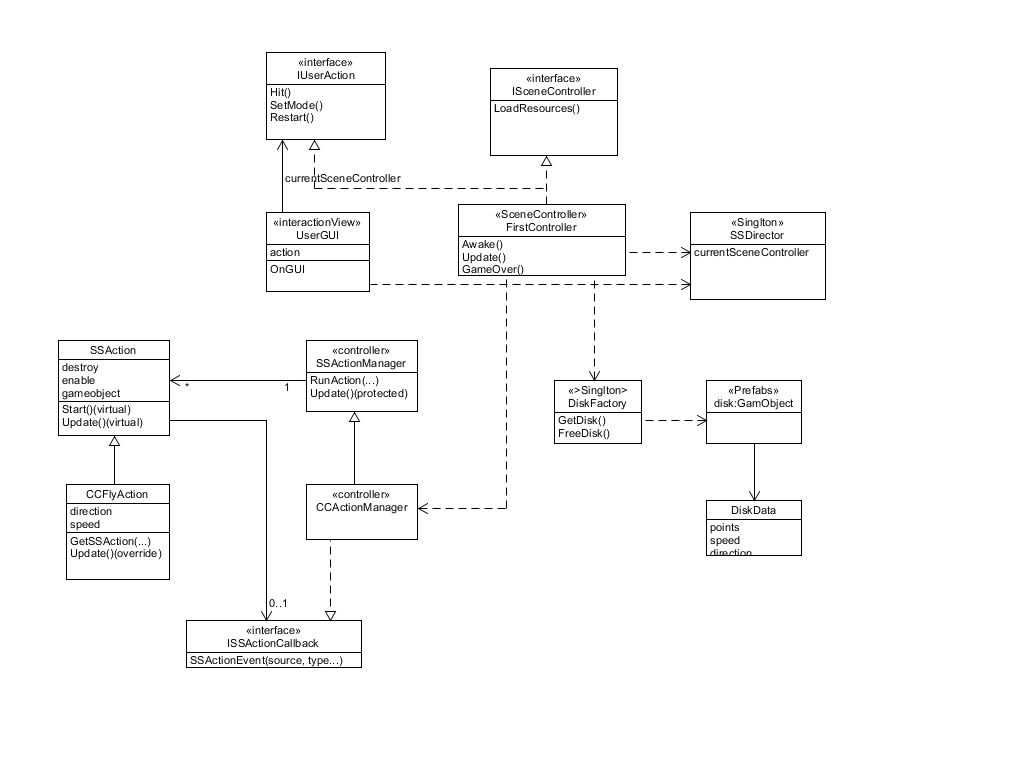 «interface»
IUserAction
Hit()
SetMode()
Restart()
«interface»
ISceneController
LoadResources()
currentSceneController
«interactionView»
UserGUI
action
OnGUI
«SceneController»
FirstController
Awake()
Update()
GameOver()
«Singlton»
SSDirector
currentSceneController
SSAction
destroy
enable
gameobject
Start()(virtual)
Update()(virtual)
*
1
«controller»
SSActionManager
RunAction(...)
Update()(protected)
«>Singlton>
DiskFactory
GetDisk()
FreeDisk()
«Prefabs»
disk:GamObject
CCFlyAction
direction
speed
GetSSAction(...)
Update()(override)
«controller»
CCActionManager
DiskData
points
speed
direction
0..1
«interface»
ISSActionCallback
SSActionEvent(source, type...)